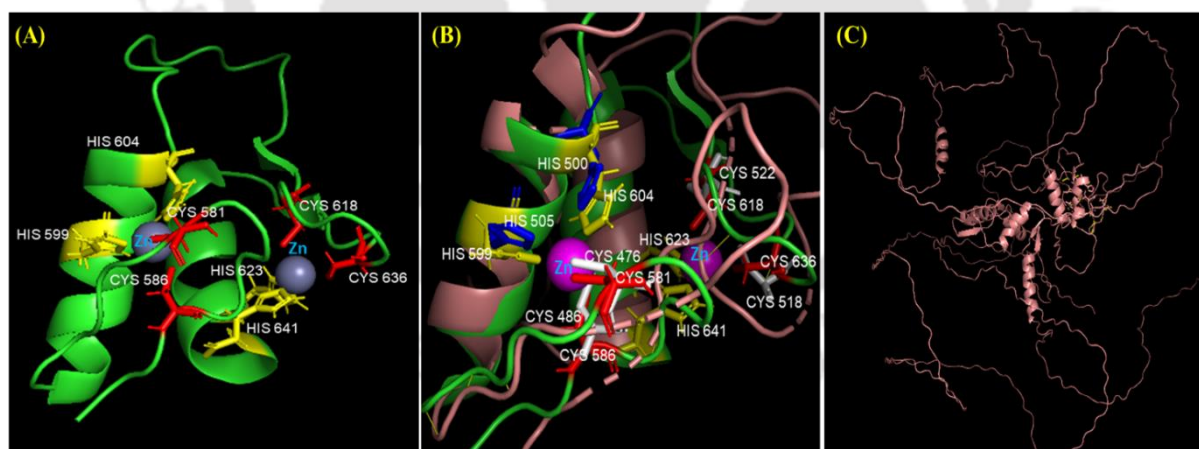 (A)
HIS 604
CYS 581
CYS 618
HIS 599
Zn
Zn
CYS 636
CYS 586
HIS 623
HIS 641
(B)
CYS 522
HIS 500
HIS 604
CYS 618
HIS 505
HIS 623
HIS 599
CYS 476
Zn
Zn
CYS 636
CYS 581
CYS 518
CYS 486
HIS 641
CYS 586
(C)